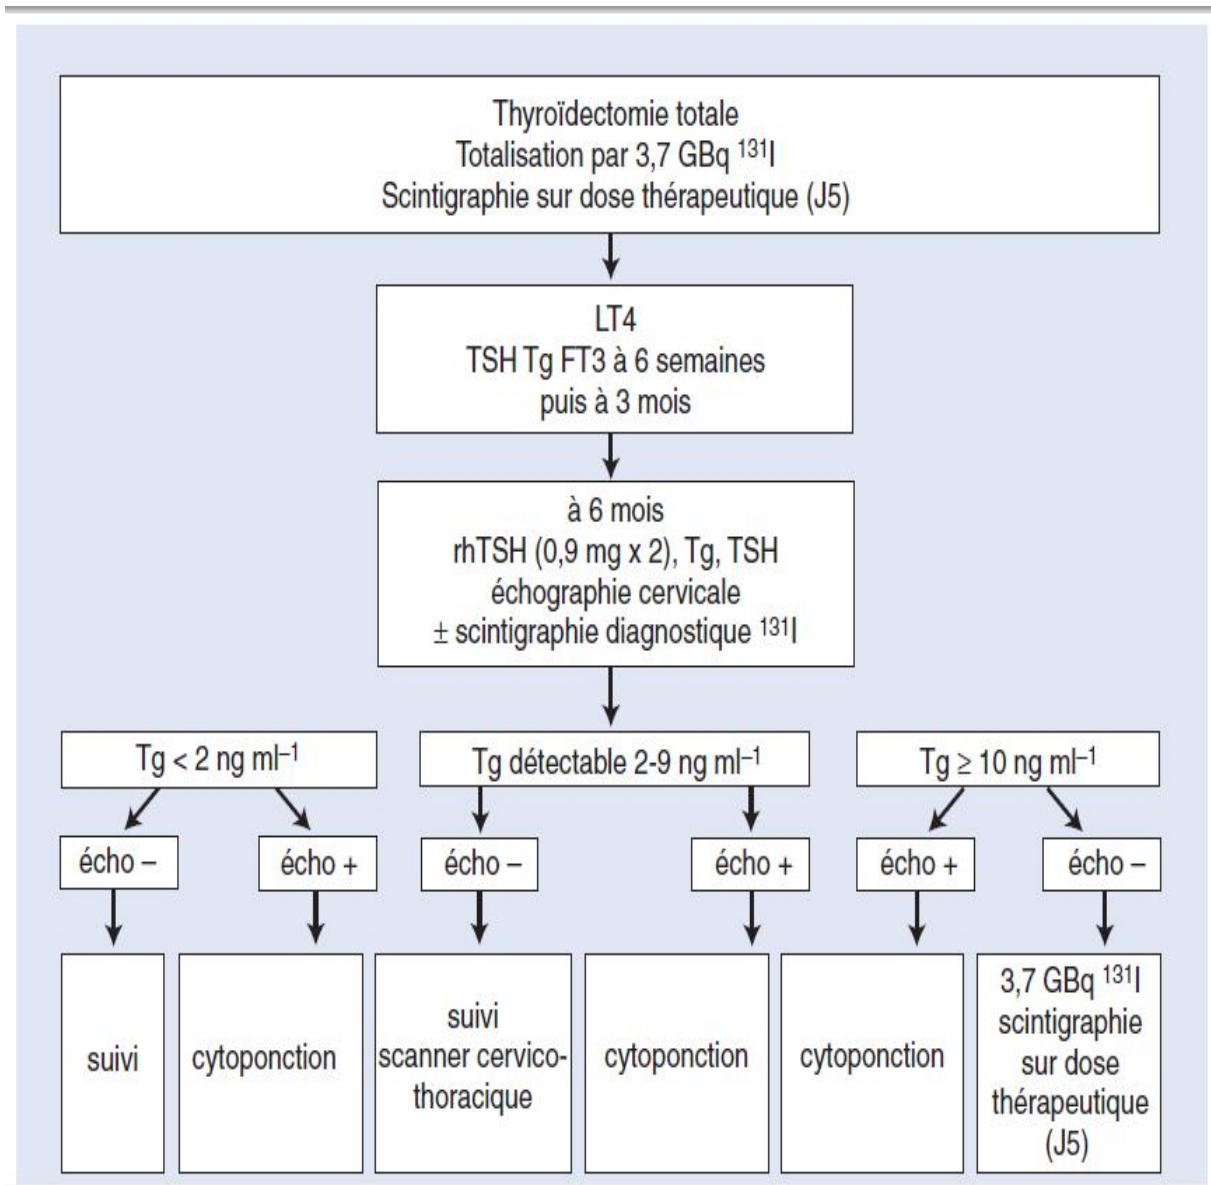 Thyroïdectomie totale
Totalisation par 3,7 GBq ¹³¹I
Scintigraphie sur dose thérapeutique (J5)
LT4
TSH Tg FT3 à 6 semaines
puis à 3 mois
à 6 mois
rhTSH (0,9 mg x 2), Tg, TSH
échographie cervicale
± scintigraphie diagnostique ¹³¹I
Tg < 2 ng ml⁻¹
Tg détectable 2-9 ng ml⁻¹
Tg ≥ 10 ng ml⁻¹
écho –
écho +
écho –
écho +
écho +
écho –
suivi
cytoponction
suivi
scanner cervico-
thoracique
cytoponction
cytoponction
3,7 GBq ¹³¹I
scintigraphie
sur dose
thérapeutique
(J5)